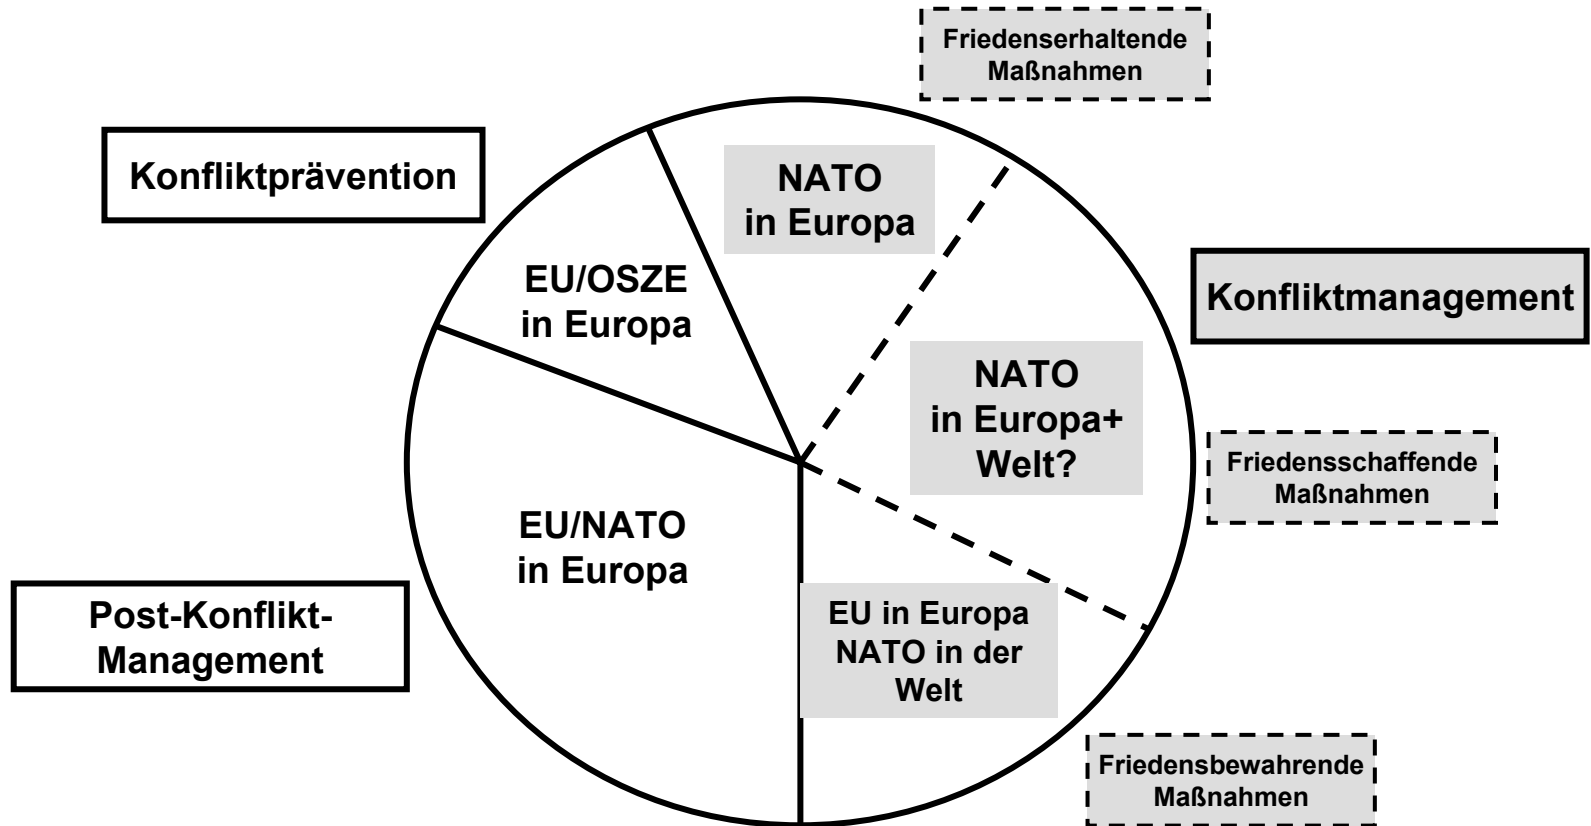 Friedenserhaltende
Maßnahmen
Konfliktprävention
NATO
in Europa
EU/OSZE
in Europa
Konfliktmanagement
NATO
in Europa+
Welt?
Friedensschaffende
Maßnahmen
EU/NATO
in Europa
Post-Konflikt-
Management
EU in Europa
NATO in der
Welt
Friedensbewahrende
Maßnahmen